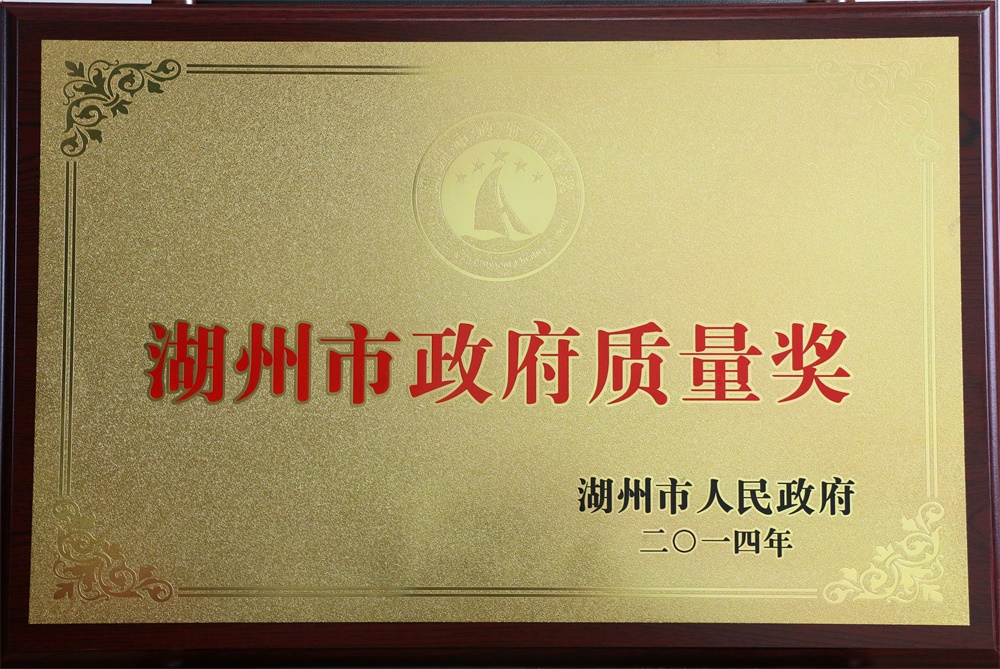 湖州市政府质量奖
湖州市人民政府
二〇一四年